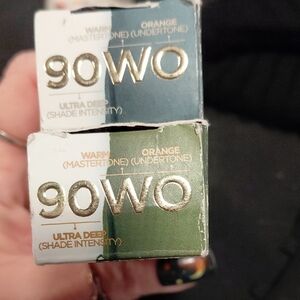 WARM ORANGE
(MASTERTONE) (UNDERTONE)
90WO
ULTRA DEEP
(SHADE INTENSITY)
WARM ORANGE
(MASTERTONE) (UNDERTONE)
90WO
ULTRA DEEP
(SHADE INTENSITY)